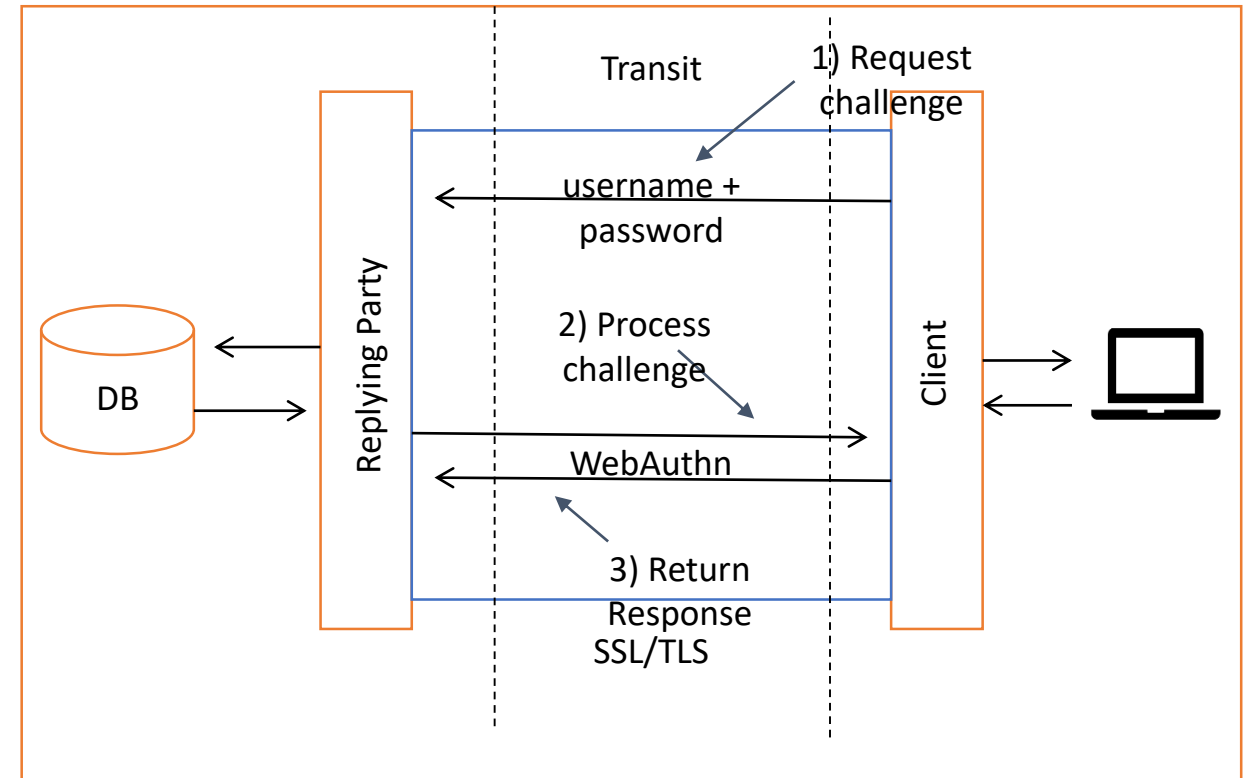 Transit
1) Request
challenge
username +
password
Replying Party
2) Process
challenge
Client
DB
WebAuthn
3) Return
Response
SSL/TLS